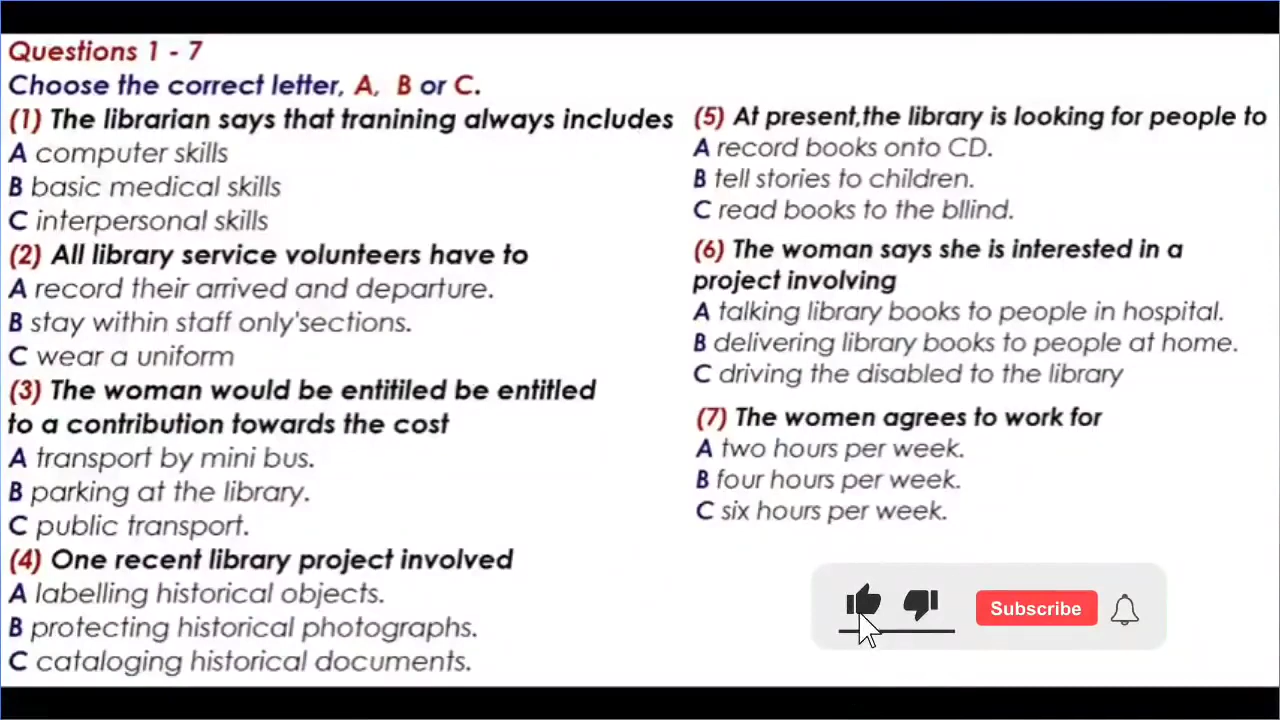 Questions 1 - 7
Choose the correct letter, A, B or C.
(1) The librarian says that tranining always includes
A computer skills
B basic medical skills
C interpersonal skills
(2) All library service volunteers have to
A record their arrived and departure.
B stay within staff only'sections.
C wear a uniform
(3) The woman would be entitiled be entitled
to a contribution towards the cost
A transport by mini bus.
B parking at the library.
C public transport.
(4) One recent library project involved
A labelling historical objects.
B protecting historical photographs.
C cataloging historical documents.
(5) At present,the library is looking for people to
A record books onto CD.
B tell stories to children.
C read books to the bllind.
(6) The woman says she is interested in a
project involving
A talking library books to people in hospital.
B delivering library books to people at home.
C driving the disabled to the library
(7) The women agrees to work for
A two hours per week.
B four hours per week.
C six hours per week.
Subscribe